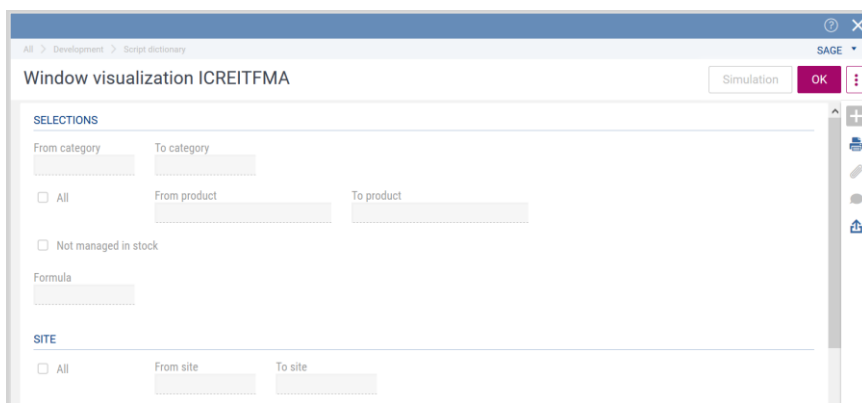 All > Development > Script dictionary
SAGE
Window visualization ICREITFMA
Simulation
OK
SELECTIONS
From category To category
All From product To product
Not managed in stock
Formula
SITE
All From site To site